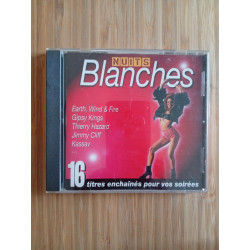 NUITS
Blanches
Earth, Wind & Fire
Gipsy Kings
Thierry Hazard
Jimmy Cliff
Kassav
16
titres enchaînés pour vos soirées